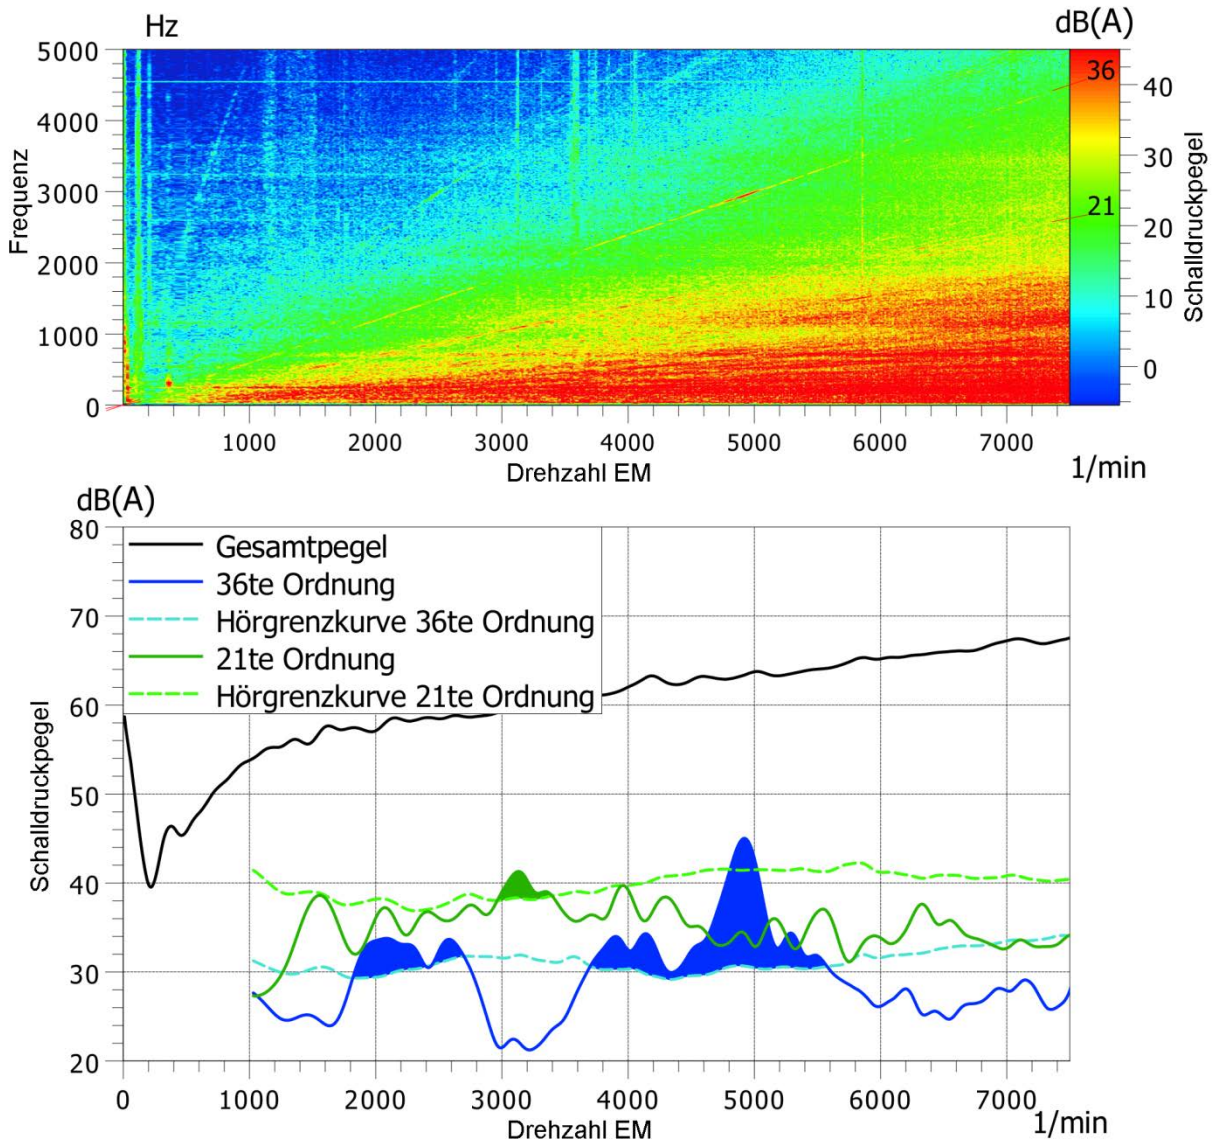 Hz
dB(A)
5000
4000
3000
2000
1000
0
Frequenz
36
21
40
30
20
10
0
Schalldruckpegel
1000 2000 3000 4000 5000 6000 7000
Drehzahl EM
1/min
dB(A)
80
70
60
50
40
30
20
Schalldruckpegel
Gesamtpegel
36te Ordnung
Hörgrenzkurve 36te Ordnung
21te Ordnung
Hörgrenzkurve 21te Ordnung
0 1000 2000 3000 4000 5000 6000 7000
Drehzahl EM
1/min